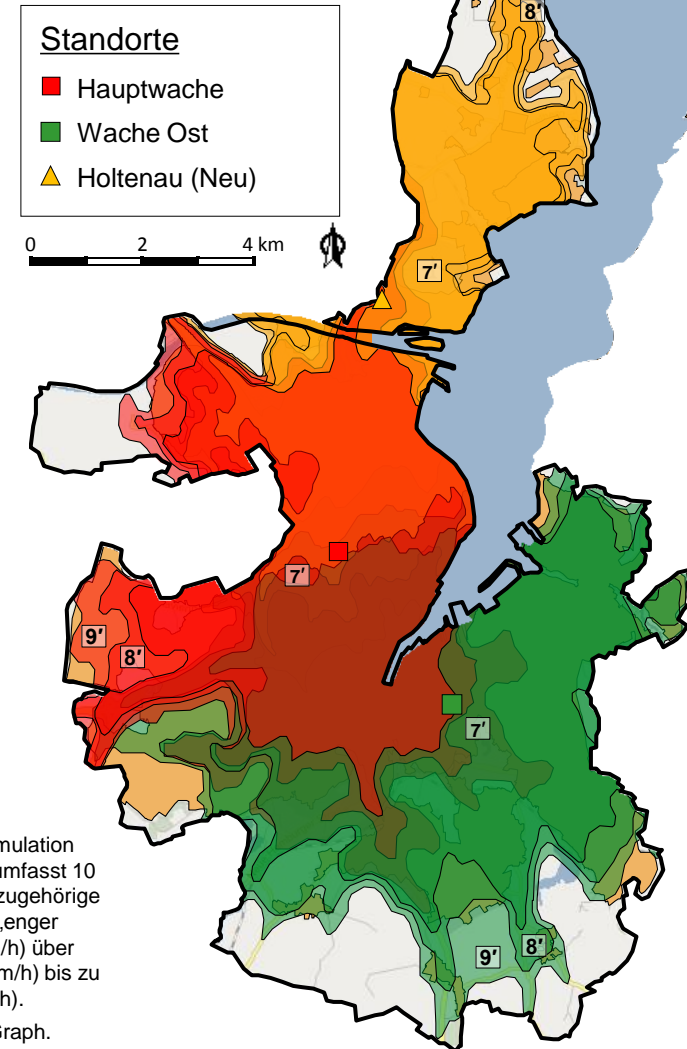 Standorte
Hauptwache
Wache Ost
Holtenau (Neu)
0 2 4 km
8'
7'
7'
9'
8'
7'
9'
8'
mulation
umfasst 10
zugehörige
enger
/h) über
m/h) bis zu
h).
Graph.